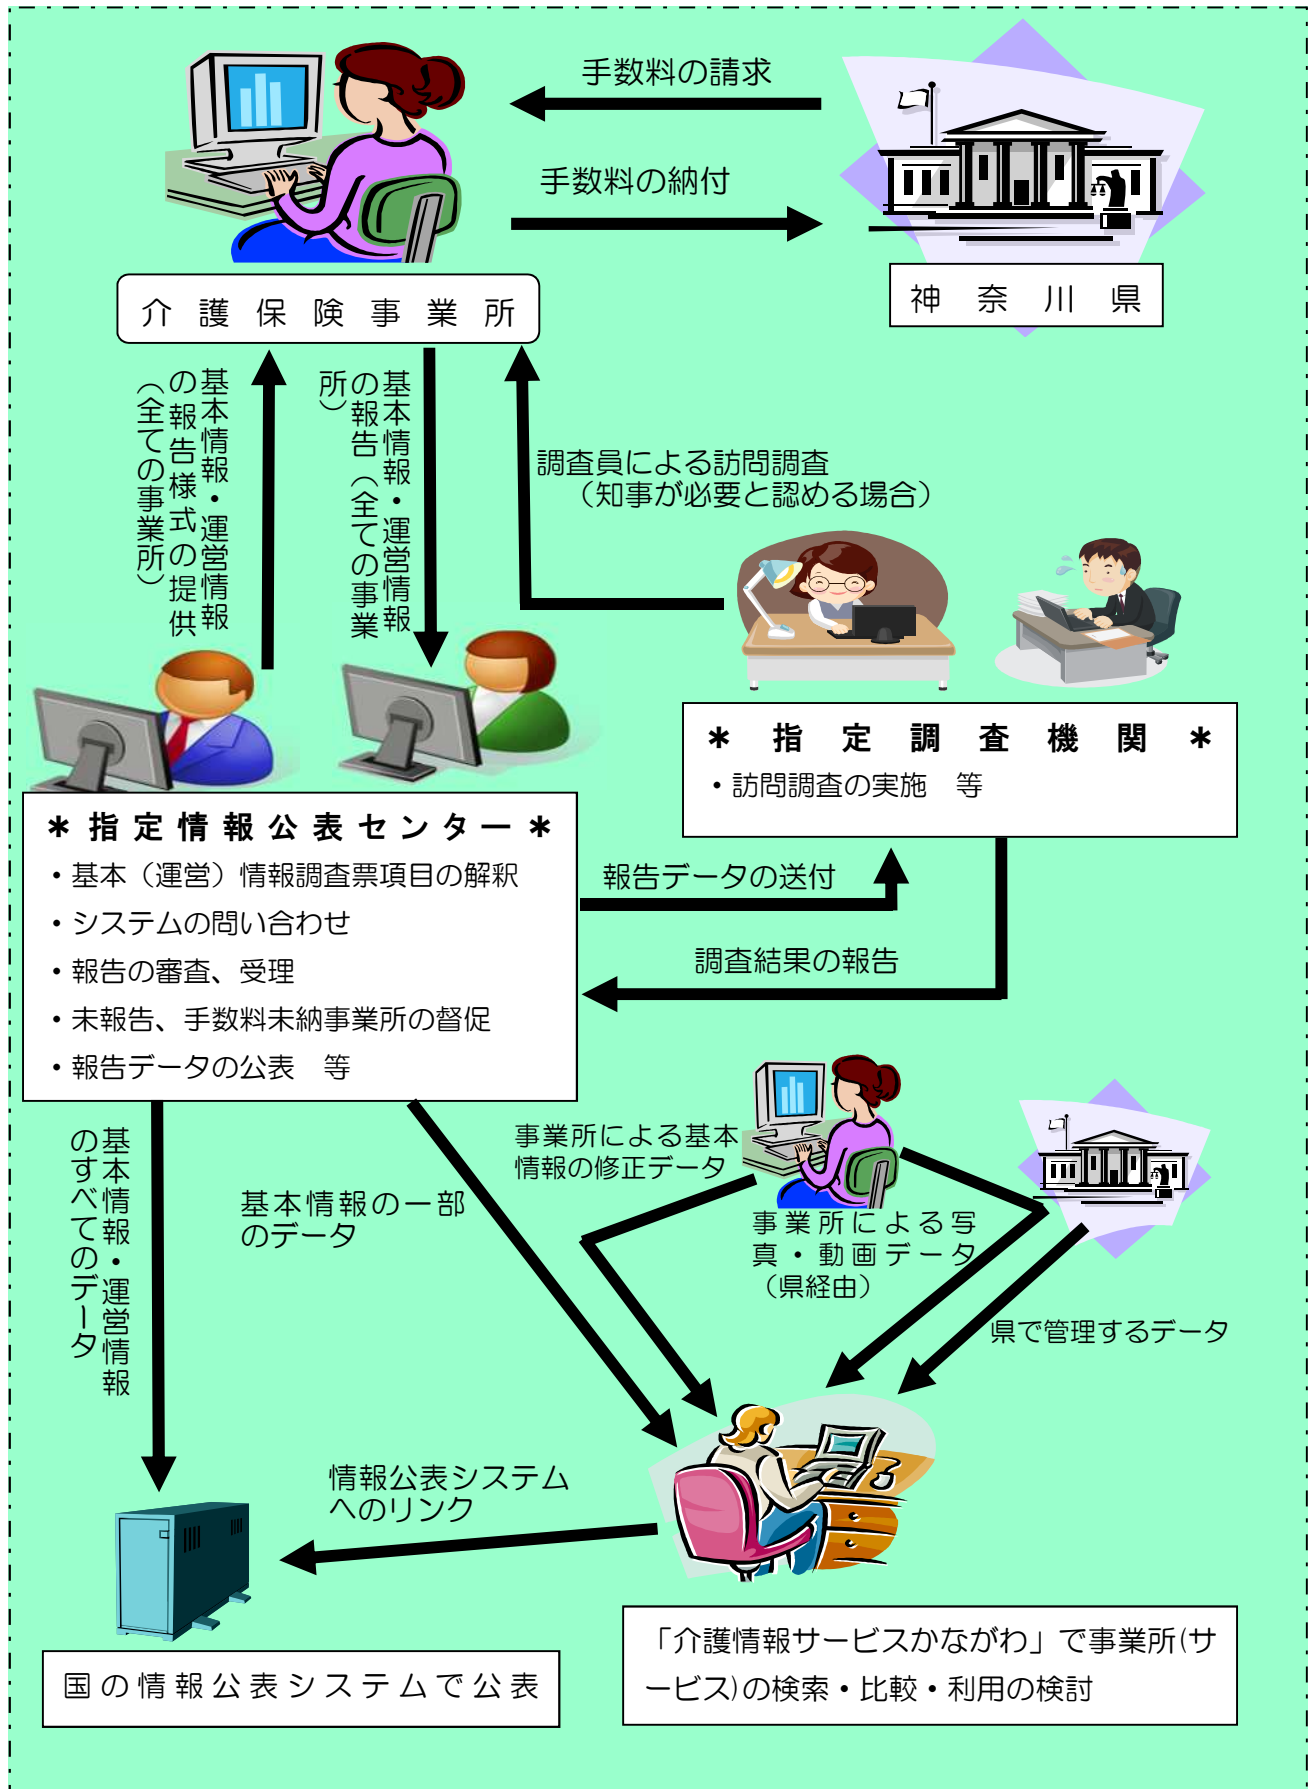 手数料の請求
手数料の納付
介護保険事業所
神奈川県
基本情報・運営情報
の報告様式の提供
（全ての事業所）
基本情報・運営情報
の報告（全ての事業
所）
調査員による訪問調査
（知事が必要と認める場合）
＊指定調査機関＊
・訪問調査の実施　等
＊指定情報公表センター＊
・基本（運営）情報調査票項目の解釈
・システムの問い合わせ
・報告の審査、受理
・未報告、手数料未納事業所の督促
・報告データの公表　等
報告データの送付
調査結果の報告
基本情報・運営情報
のすべてのデータ
基本情報の一部
のデータ
事業所による基本
情報の修正データ
事業所による写
真・動画データ
（県経由）
県で管理するデータ
情報公表システム
へのリンク
国の情報公表システムで公表
「介護情報サービスかながわ」で事業所(サ
ービス)の検索・比較・利用の検討